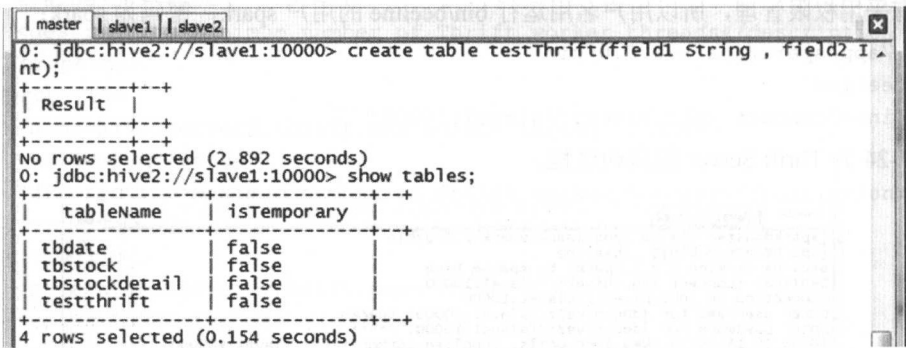 master slave1 slave2
0: jdbc:hive2://slave1:10000> create table testThrift(field1 String , field2 I
nt);
+----------+--+
| Result |
+----------+--+
+----------+--+
No rows selected (2.892 seconds)
0: jdbc:hive2://slave1:10000> show tables;
+----------------+--------------+--+
| tableName | isTemporary |
+----------------+--------------+--+
| tbdate | false |
| tbstock | false |
| tbstockdetail | false |
| testthrift | false |
+----------------+--------------+--+
4 rows selected (0.154 seconds)